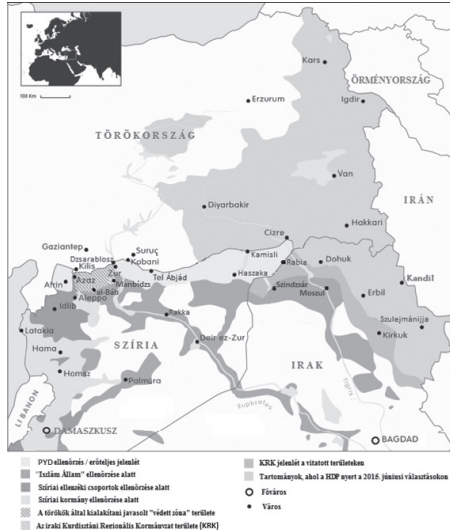 100 Km
Kars
ÖRMÉNYORSZÁG
Erzurum
Igdir
TÖRÖKORSZÁG
Van
IRÁN
Diyarbakir
Hakkari
Cizre
Gaziantep
Suruç
Dzsarablosz
Kobani
Kamisli
Kilis
Zur
Tel Abjád
Rabia
Dohuk
Afrin
Azaz
Manbidzs
Haszaka
Kandil
al-Báb
Szindzsár
Moszul
Erbil
Aleppo
Idlib
Rakka
Szulejmánijja
Latakia
Kirkuk
SZÍRIA
Deir ez-Zur
Hama
IRAK
Homsz
Tigris
Palmüra
LIBANON
Euphrates
DAMASZKUSZ
BAGDAD
PYD ellenőrzés / erőteljes jelenlét
"Iszlám Állam" ellenőrzése alatt
Szíriai ellenzéki csoportok ellenőrzése alatt
Szíriai kormány ellenőrzése alatt
A törökök által kialakítani javasolt "védett zóna" területe
Az iraki Kurdisztáni Regionális Kormányzat területe (KRK)
KRK jelenlét a vitatott területeken
Tartományok, ahol a HDP nyert a 2015. júniusi választásokon
Főváros
Város